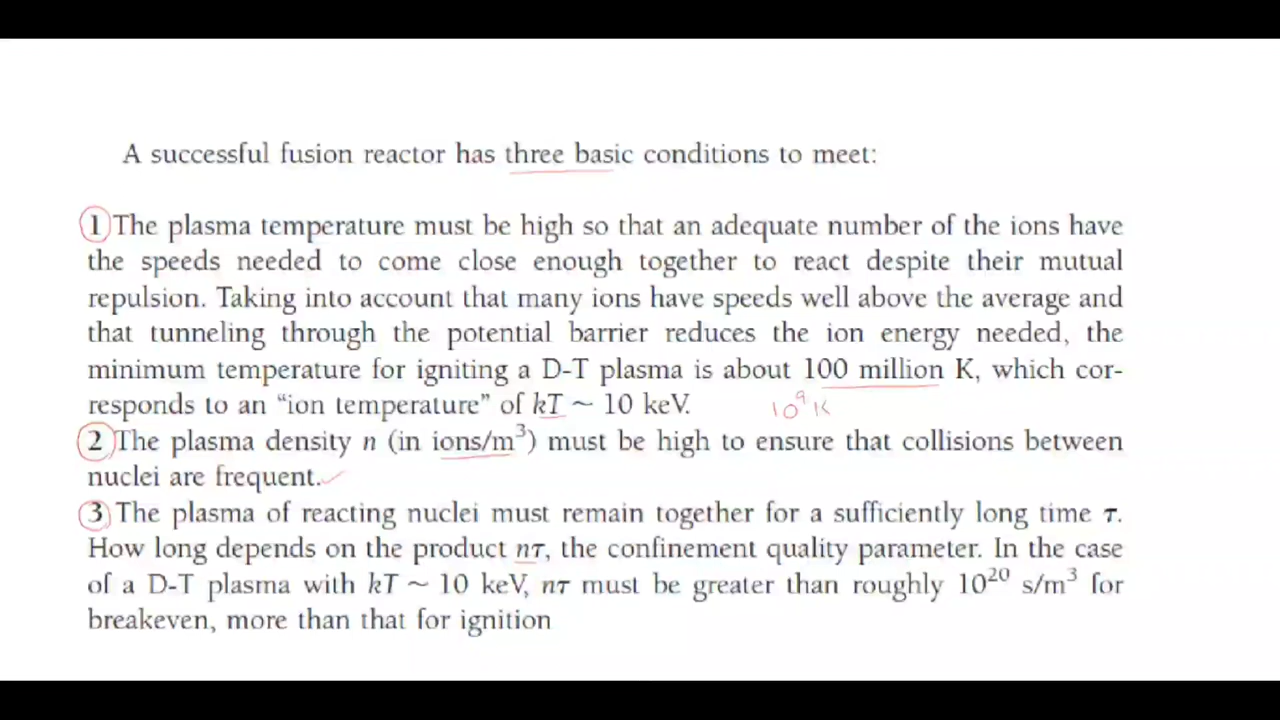 A successful fusion reactor has three basic conditions to meet:
1 The plasma temperature must be high so that an adequate number of the ions have
the speeds needed to come close enough together to react despite their mutual
repulsion. Taking into account that many ions have speeds well above the average and
that tunneling through the potential barrier reduces the ion energy needed, the
minimum temperature for igniting a D-T plasma is about 100 million K, which cor-
responds to an “ion temperature” of kT ~ 10 keV.
10⁹ K
2 The plasma density n (in ions/m³) must be high to ensure that collisions between
nuclei are frequent.
3 The plasma of reacting nuclei must remain together for a sufficiently long time τ.
How long depends on the product nτ, the confinement quality parameter. In the case
of a D-T plasma with kT ~ 10 keV, nτ must be greater than roughly 10²⁰ s/m³ for
breakeven, more than that for ignition